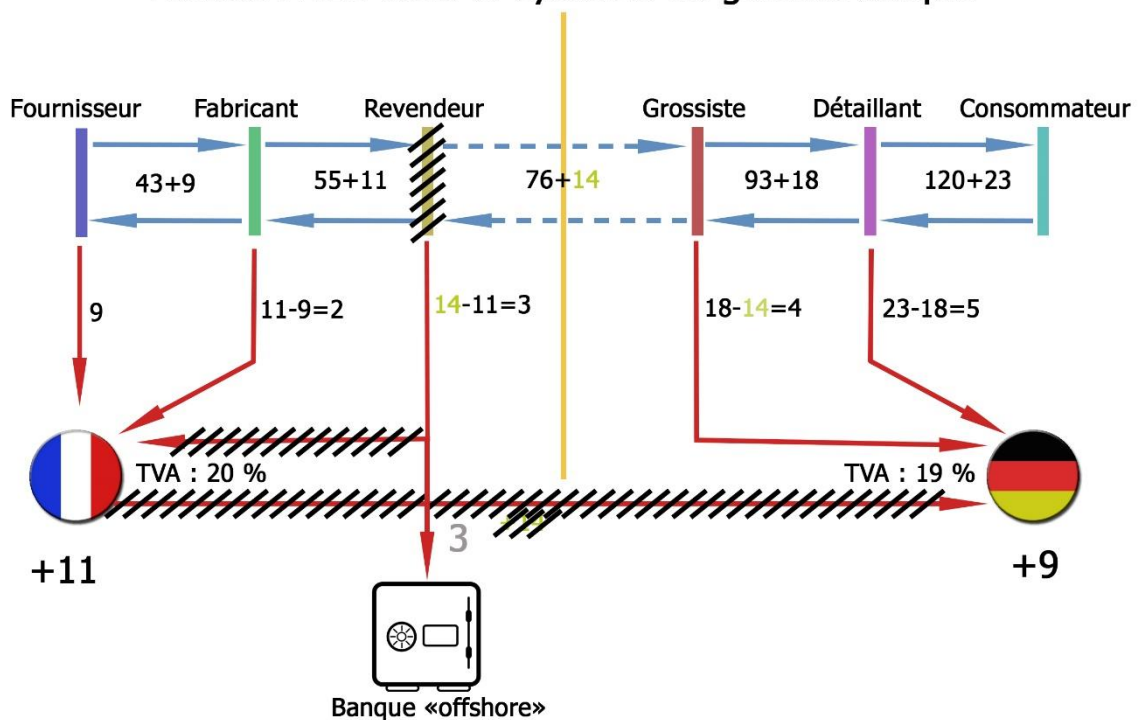 Fournisseur
Fabricant
Revendeur
Grossiste
Détaillant
Consommateur
43+9
55+11
76+14
93+18
120+23
9
11-9=2
14-11=3
18-14=4
23-18=5
TVA : 20 %
TVA : 19 %
3
+11
+9
Banque «offshore»